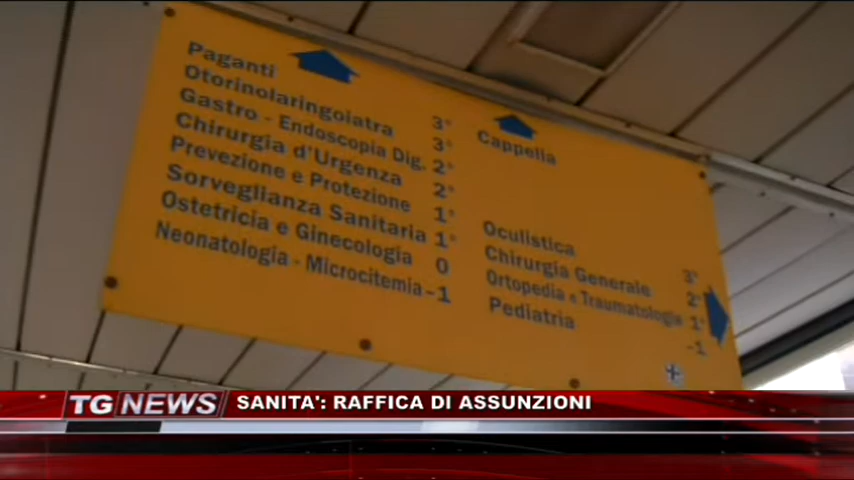 Paganti
Otorinolaringoiatra 3°
Gastro - Endoscopia Dig. 3°
Chirurgia d'Urgenza 2°
Prevenzione e Protezione 2°
Sorveglianza Sanitaria 1°
Ostetricia e Ginecologia 1°
Neonatologia - Microcitemia 0
-1
Cappella
Oculistica
Chirurgia Generale 3°
Ortopedia e Traumatologia 2°
Pediatria 1°
-1
TG NEWS SANITA': RAFFICA DI ASSUNZIONI